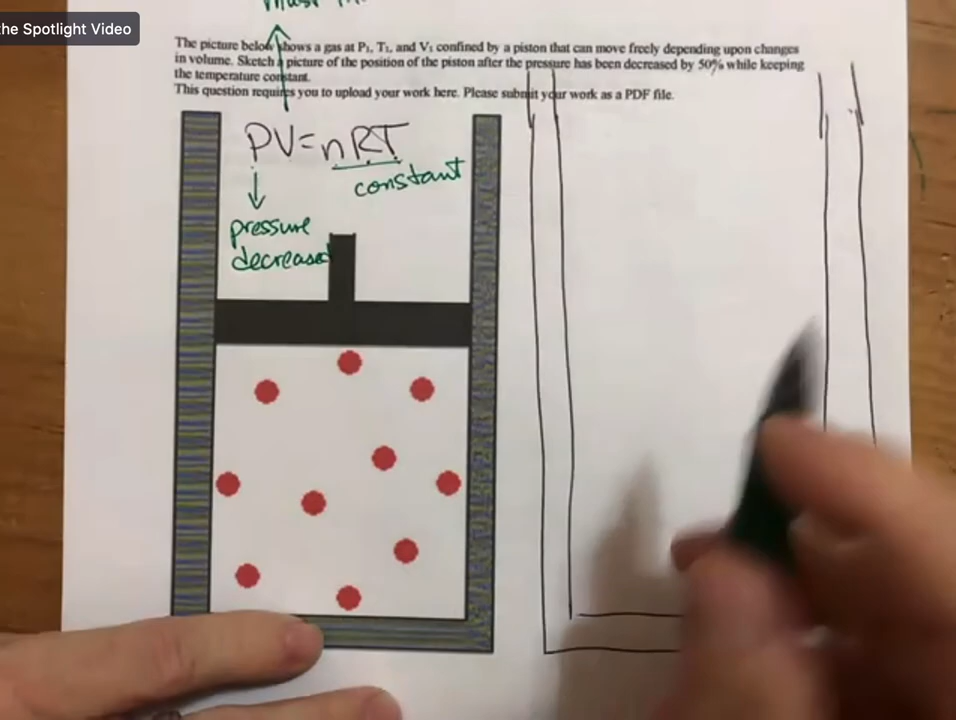 the Spotlight Video
must
The picture below shows a gas at P₁, T₁, and V₁ confined by a piston that can move freely depending upon changes
in volume. Sketch a picture of the position of the piston after the pressure has been decreased by 50% while keeping
the temperature constant.
This question requires you to upload your work here. Please submit your work as a PDF file.
PV=nRT
constant
pressure
decreased